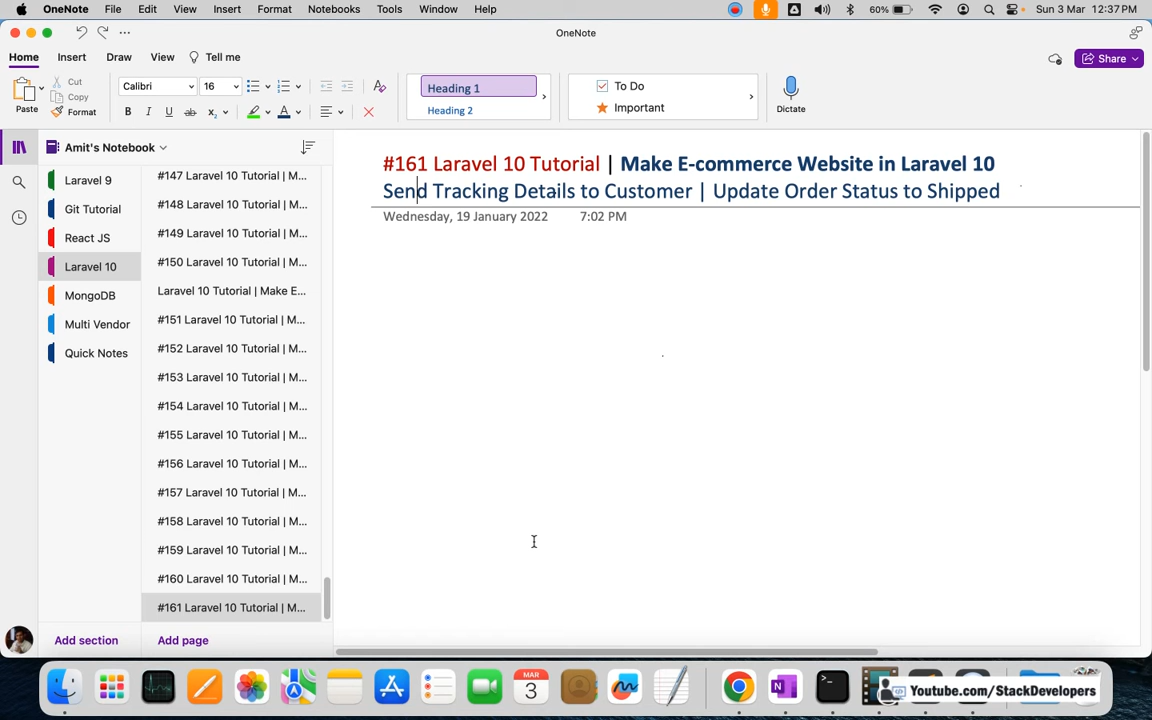 OneNote File Edit View Insert Format Notebooks Tools Window Help 60% Sun 3 Mar 12:37 PM
OneNote
Home Insert Draw View Tell me Share
Paste Cut Copy Format
Calibri 16
B I U ab X2 A
Heading 1
Heading 2
To Do
Important
Dictate
Amit's Notebook
Laravel 9
Git Tutorial
React JS
Laravel 10
MongoDB
Multi Vendor
Quick Notes
Add section
#147 Laravel 10 Tutorial | M...
#148 Laravel 10 Tutorial | M...
#149 Laravel 10 Tutorial | M...
#150 Laravel 10 Tutorial | M...
Laravel 10 Tutorial | Make E...
#151 Laravel 10 Tutorial | M...
#152 Laravel 10 Tutorial | M...
#153 Laravel 10 Tutorial | M...
#154 Laravel 10 Tutorial | M...
#155 Laravel 10 Tutorial | M...
#156 Laravel 10 Tutorial | M...
#157 Laravel 10 Tutorial | M...
#158 Laravel 10 Tutorial | M...
#159 Laravel 10 Tutorial | M...
#160 Laravel 10 Tutorial | M...
#161 Laravel 10 Tutorial | M...
Add page
#161 Laravel 10 Tutorial | Make E-commerce Website in Laravel 10
Send Tracking Details to Customer | Update Order Status to Shipped
Wednesday, 19 January 2022 7:02 PM
MAR
3
Youtube.com/StackDevelopers